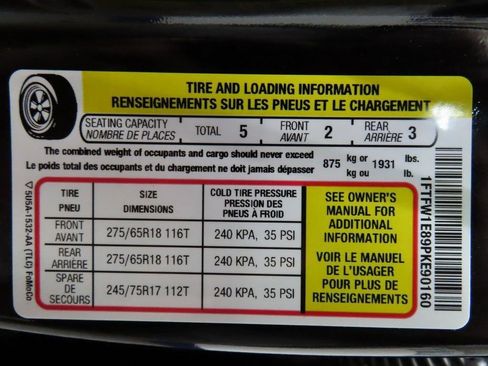 TIRE AND LOADING INFORMATION
RENSEIGNEMENTS SUR LES PNEUS ET LE CHARGEMENT
SEATING CAPACITY
NOMBRE DE PLACES
TOTAL 5
FRONT
AVANT 2
REAR
ARRIÈRE 3
The combined weight of occupants and cargo should never exceed
Le poids total des occupants et du chargement ne doit jamais dépasser
875 kg or 1931 lbs.
kg ou lb.
TIRE
PNEU
SIZE
DIMENSIONS
COLD TIRE PRESSURE
PRESSION DES
PNEUS À FROID
FRONT
AVANT
275/65R18 116T
240 KPA, 35 PSI
REAR
ARRIÈRE
275/65R18 116T
240 KPA, 35 PSI
SPARE
DE
SECOURS
245/75R17 112T
240 KPA, 35 PSI
SEE OWNER'S
MANUAL FOR
ADDITIONAL
INFORMATION
VOIR LE MANUEL
DE L'USAGER
POUR PLUS DE
RENSEIGNEMENTS
▽ 5U5A-1532-AA (TLG) FoMoCo
1FTFW1E89PKE90160